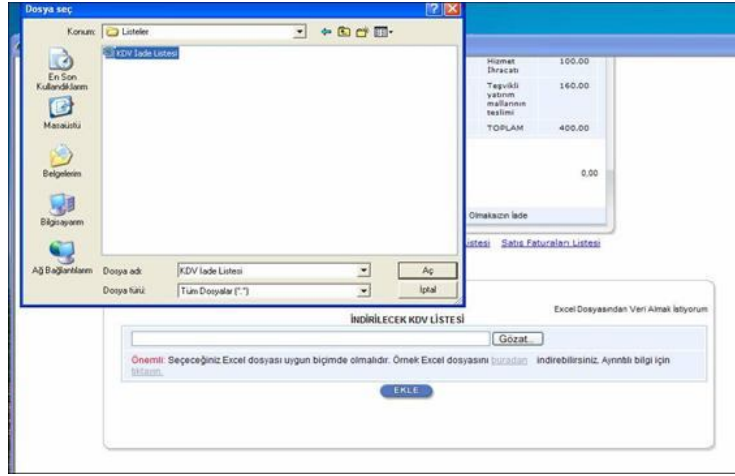 Dosya seç
Konum: Listeler
KDV İade Listesi
En Son
Kullandıklarım
Masaüstü
Belgelerim
Bilgisayarım
Ağ Bağlantılarım
Dosya adı: KDV Iade Listesi
Aç
Dosya türü: Tüm Dosyalar (*.*)
İptal
Hizmet
İhracatı
100.00
Teşvikli
yatırım
mallarının
teslimi
160.00
TOPLAM
400.00
0,00
Olmaksızın İade
istesi
Satış Faturaları Listesi
Excel Dosyasından Veri Almak İstiyorum
İNDİRİLECEK KDV LİSTESİ
Gözat...
Önemli: Seçeceğiniz Excel dosyası uygun biçimde olmalıdır. Örnek Excel dosyasını buradan indirebilirsiniz. Ayrıntılı bilgi için
tıklayın.
EKLE